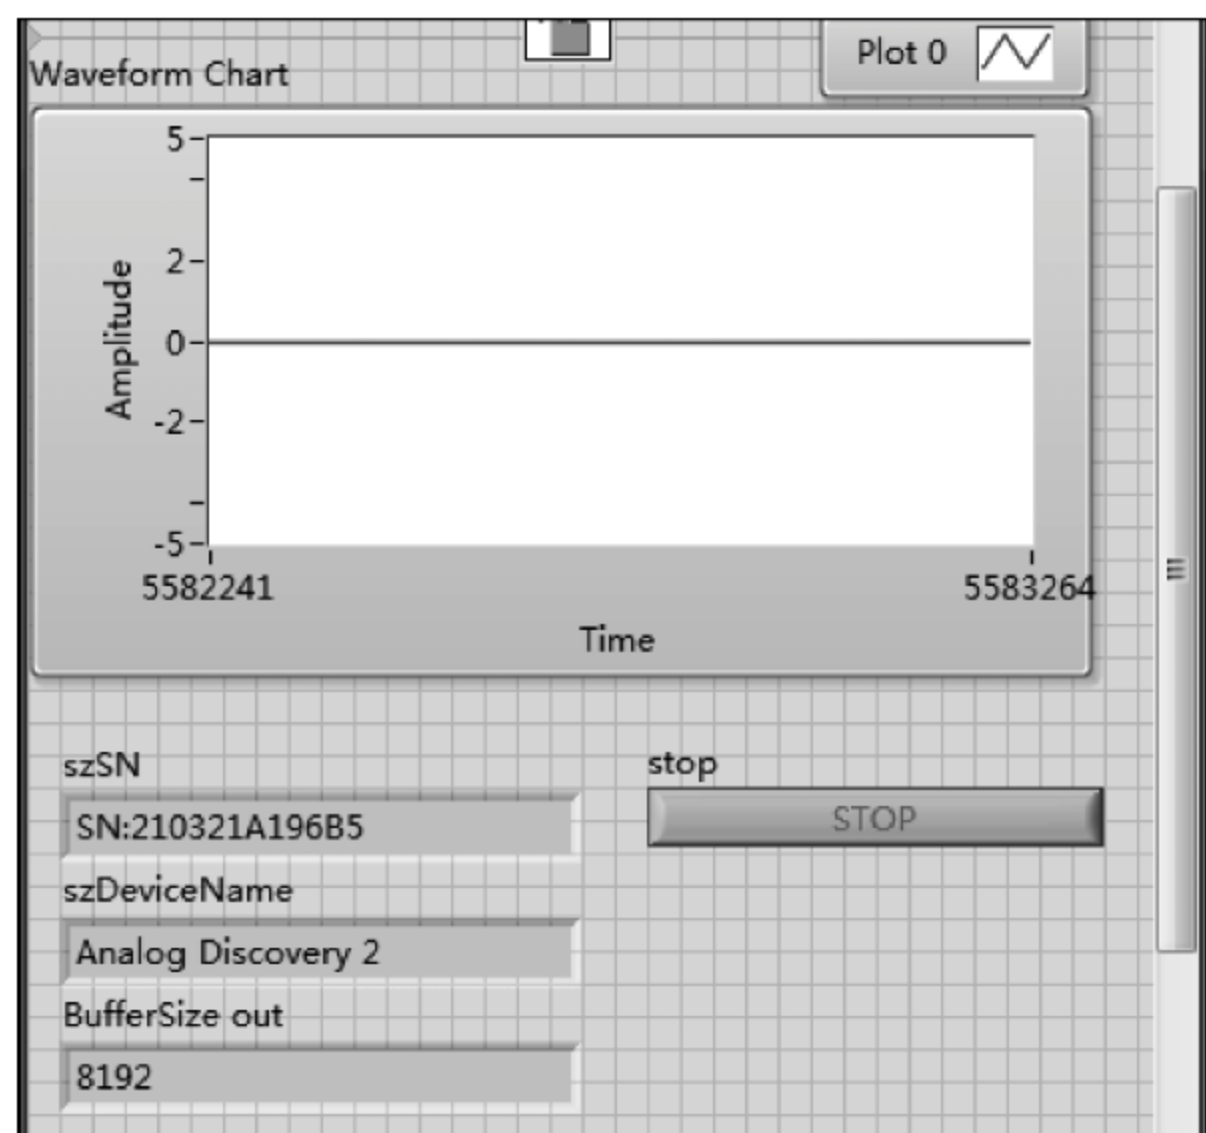 Plot 0
Waveform Chart
5
2
0
-2
-5
Amplitude
5582241
5583264
Time
szSN
SN:210321A196B5
stop
STOP
szDeviceName
Analog Discovery 2
BufferSize out
8192